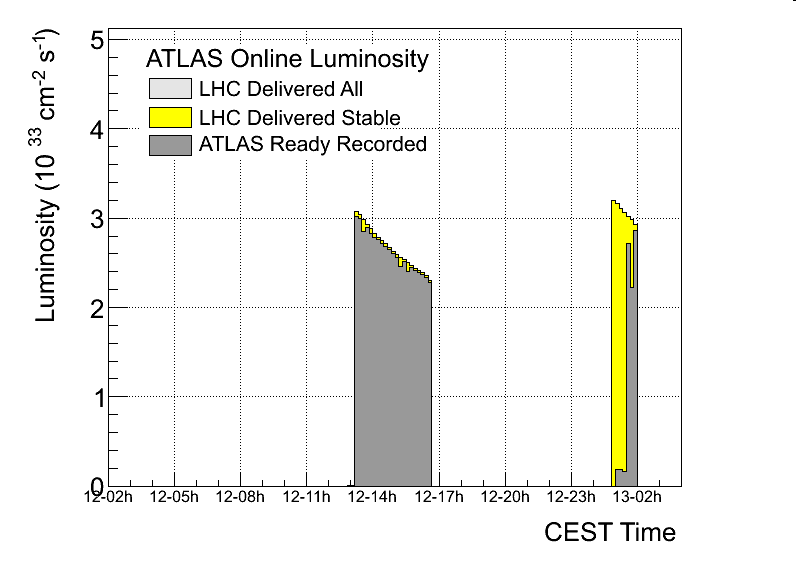 ATLAS Online Luminosity
LHC Delivered All
LHC Delivered Stable
ATLAS Ready Recorded
Luminosity (10 33 cm-2 s-1)
5
4
3
2
1
0
12-02h 12-05h 12-08h 12-11h 12-14h 12-17h 12-20h 12-23h 13-02h
CEST Time